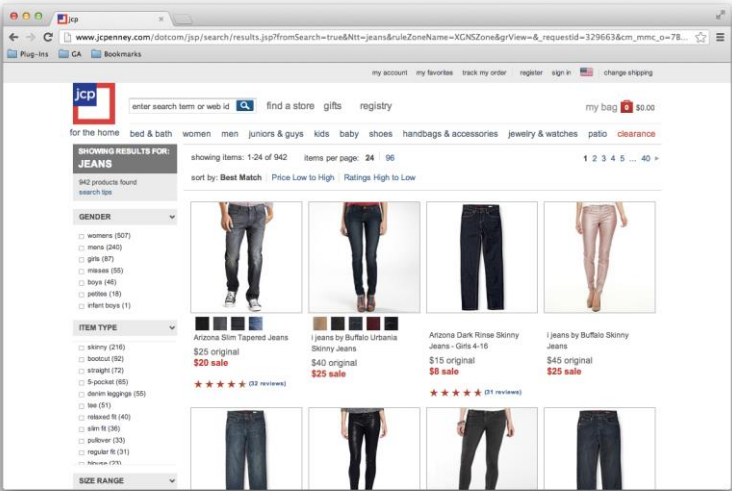 jcp
www.jcpenney.com/dotcom/jsp/search/results.jsp?fromSearch=true&Ntt=jeans&ruleZoneName=XGNSZone&grView=&_requestid=329663&cm_mmc_o=78...
Plug-Ins GA Bookmarks
my account my favorites track my order register sign in change shipping
jcp
enter search term or web id find a store gifts registry my bag 0 $0.00
for the home bed & bath women men juniors & guys kids baby shoes handbags & accessories jewelry & watches patio clearance
SHOWING RESULTS FOR:
JEANS
942 products found
search tips
showing items: 1-24 of 942 items per page: 24 96 1 2 3 4 5 ... 40 »
sort by: Best Match Price Low to High Ratings High to Low
GENDER
womens (507)
mens (240)
girls (87)
misses (55)
boys (46)
petites (18)
infant boys (1)
ITEM TYPE
skinny (216)
bootcut (92)
straight (72)
5-pocket (65)
denim leggings (55)
tee (51)
relaxed fit (40)
slim fit (36)
pullover (33)
regular fit (31)
blouse (23)
SIZE RANGE
Arizona Slim Tapered Jeans
$25 original
$20 sale
(32 reviews)
i jeans by Buffalo Urbania
Skinny Jeans
$40 original
$25 sale
Arizona Dark Rinse Skinny
Jeans - Girls 4-16
$15 original
$8 sale
(31 reviews)
i jeans by Buffalo Skinny
Jeans
$45 original
$25 sale